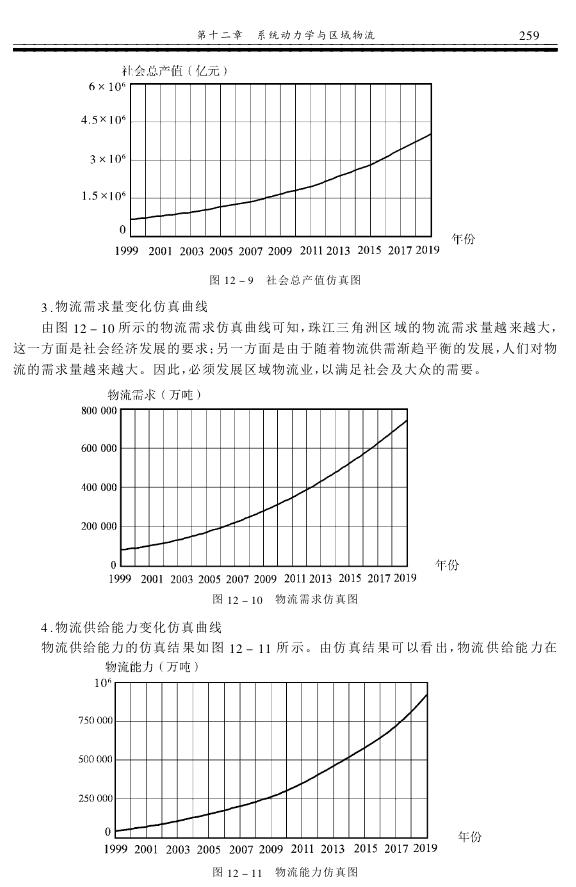 第十二章　系统动力学与区域物流　259
社会总产值（亿元）
6 × 10⁶
4.5×10⁶
3 × 10⁶
1.5×10⁶
0
1999 2001 2003 2005 2007 2009 2011 2013 2015 2017 2019
年份
图 12 – 9　社会总产值仿真图
3.物流需求量变化仿真曲线
由图 12 – 10 所示的物流需求仿真曲线可知,珠江三角洲区域的物流需求量越来越大,
这一方面是社会经济发展的要求;另一方面是由于随着物流供需渐趋平衡的发展,人们对物
流的需求量越来越大。因此,必须发展区域物流业,以满足社会及大众的需要。
物流需求（万吨）
800 000
600 000
400 000
200 000
0
1999 2001 2003 2005 2007 2009 2011 2013 2015 2017 2019
年份
图 12 – 10　物流需求仿真图
4.物流供给能力变化仿真曲线
物流供给能力的仿真结果如图 12 – 11 所示。由仿真结果可以看出,物流供给能力在
物流能力（万吨）
10⁶
750 000
500 000
250 000
0
1999 2001 2003 2005 2007 2009 2011 2013 2015 2017 2019
年份
图 12 – 11　物流能力仿真图